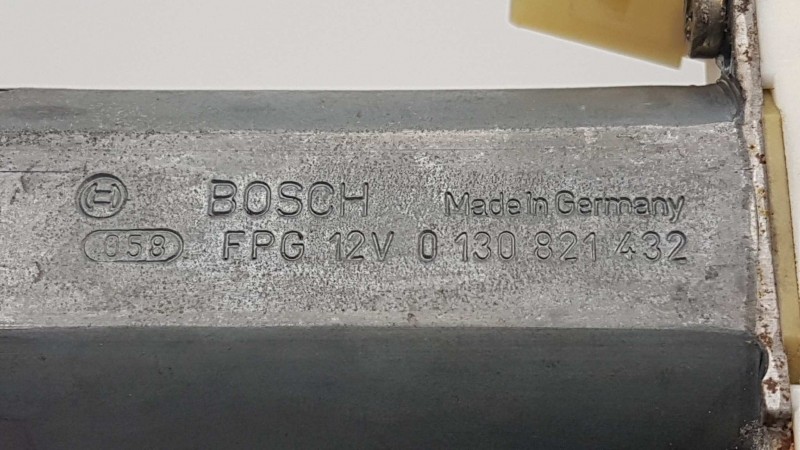 BOSCH Made in Germany
058 FPG 12V 0 130 821 432